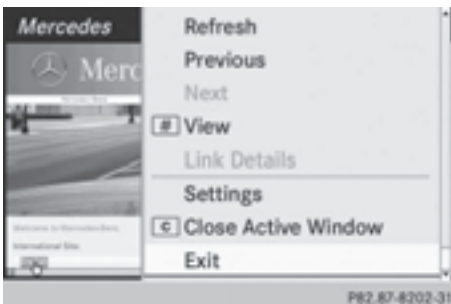 Mercedes
Merc
Welcome to Mercedes-Benz.
International Site:
Refresh
Previous
Next
# View
Link Details
Settings
C Close Active Window
Exit
P82.87-8202-31